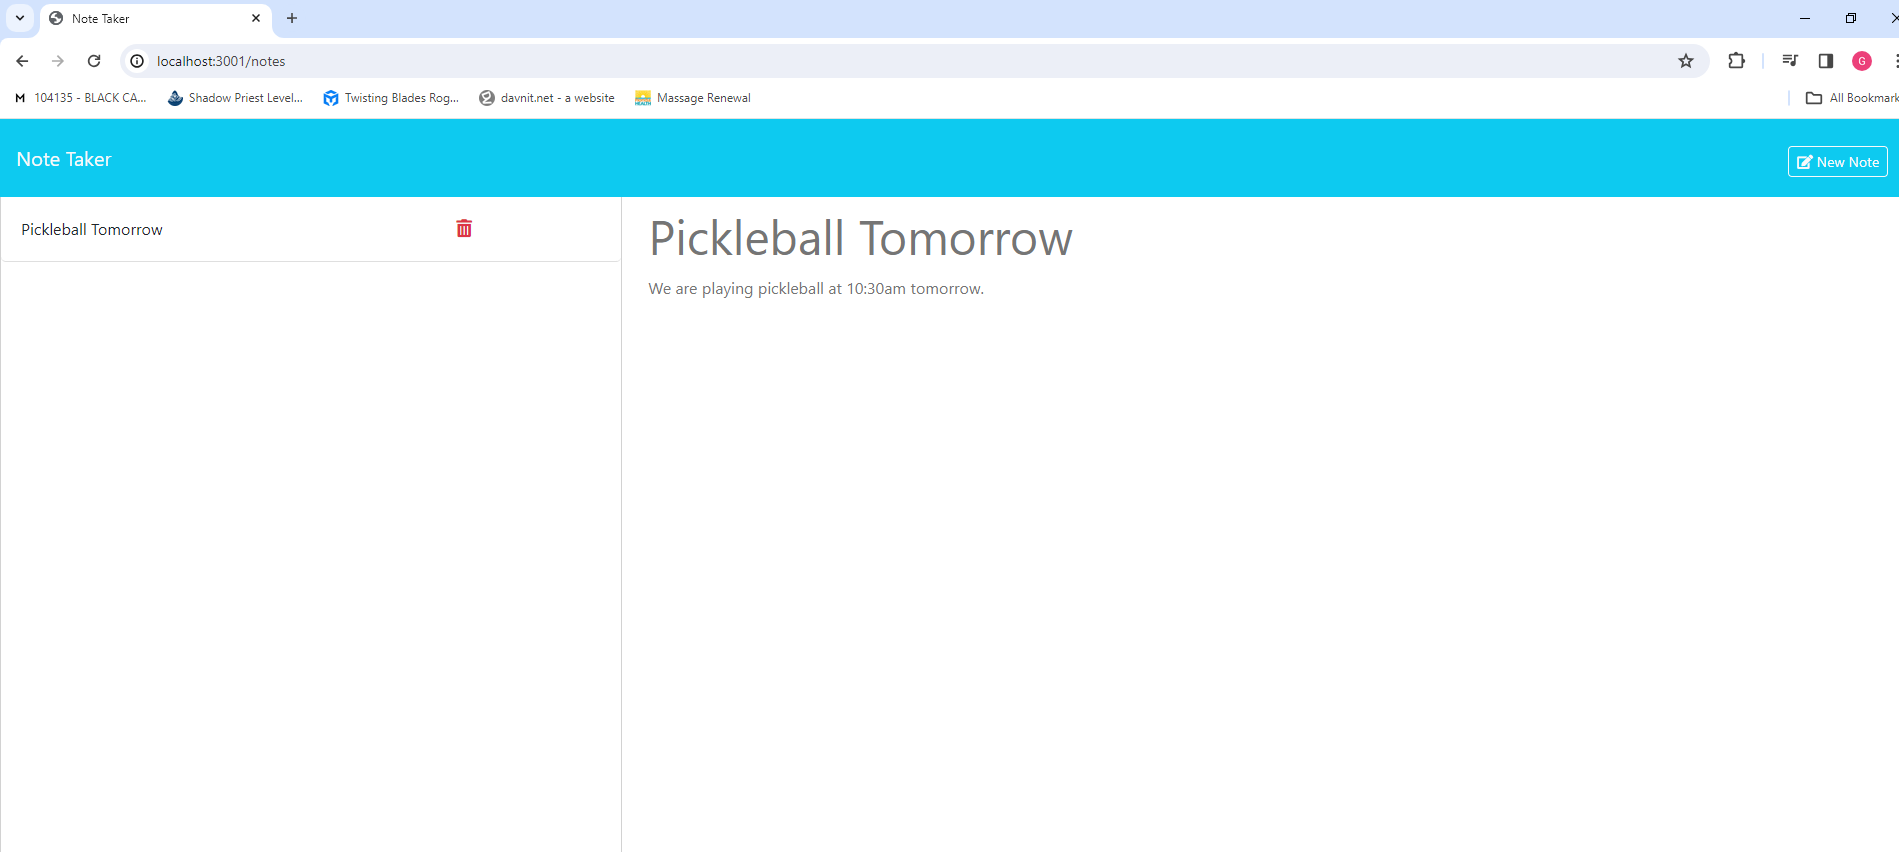 Note Taker
localhost:3001/notes
G
M 104135 - BLACK CA... Shadow Priest Level... Twisting Blades Rog... davnit.net - a website Massage Renewal All Bookmark
Note Taker New Note
Pickleball Tomorrow
Pickleball Tomorrow
We are playing pickleball at 10:30am tomorrow.